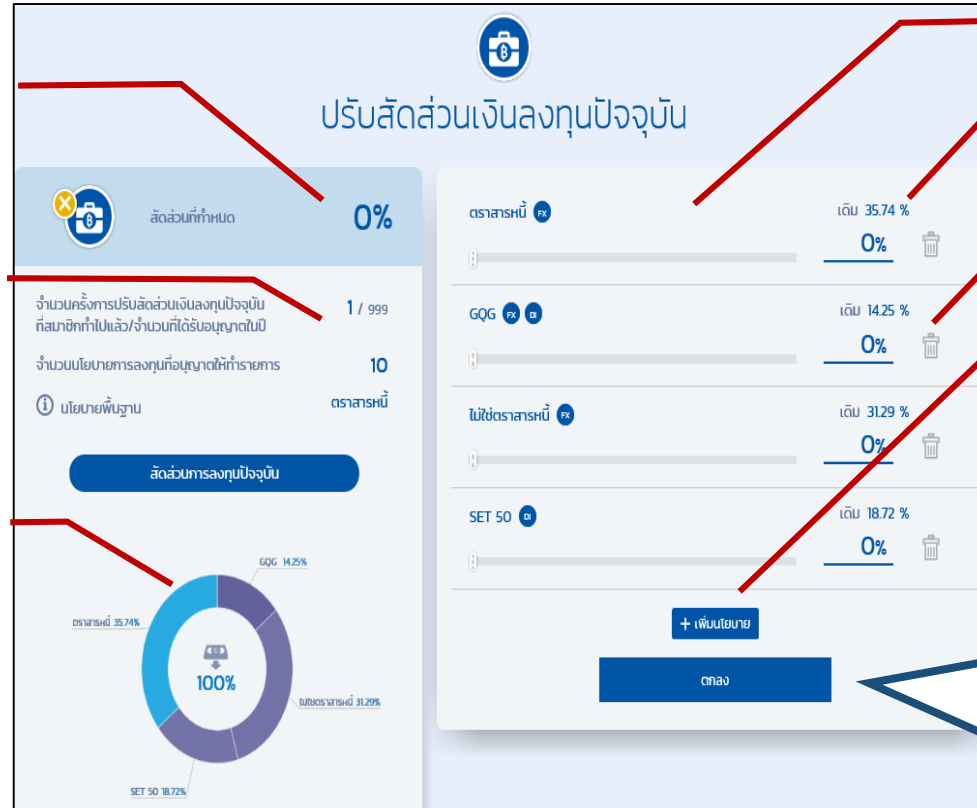 ปรับสัดส่วนเงินลงทุนปัจจุบัน
สัดส่วนที่กำหนด 0%
จำนวนครั้งการปรับสัดส่วนเงินลงทุนปัจจุบัน
ที่สมาชิกทำไปแล้ว/จำนวนที่ได้รับอนุญาตในปี 1 / 999
จำนวนนโยบายการลงทุนที่อนุญาตให้ทำรายการ 10
นโยบายพื้นฐาน ตราสารหนี้
สัดส่วนการลงทุนปัจจุบัน
GQG 14.25%
ตราสารหนี้ 35.74%
100%
ไม่ใช่ตราสารหนี้ 31.29%
SET 50 18.72%
ตราสารหนี้ FX เดิม 35.74 %
0%
GQG FX DI เดิม 14.25 %
0%
ไม่ใช่ตราสารหนี้ FX เดิม 31.29 %
0%
SET 50 DI เดิม 18.72 %
0%
+ เพิ่มนโยบาย
ตกลง